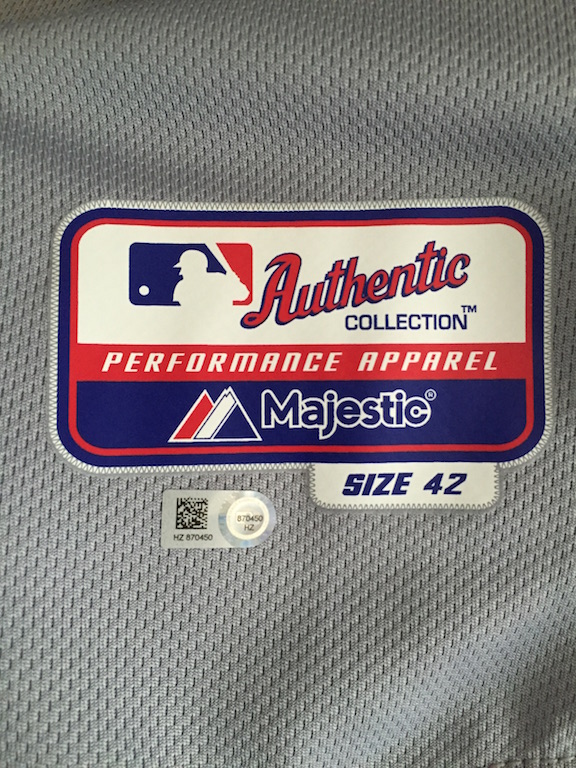 Authentic
COLLECTION™
PERFORMANCE APPAREL
Majestic®
SIZE 42
870450
HZ
HZ 870450